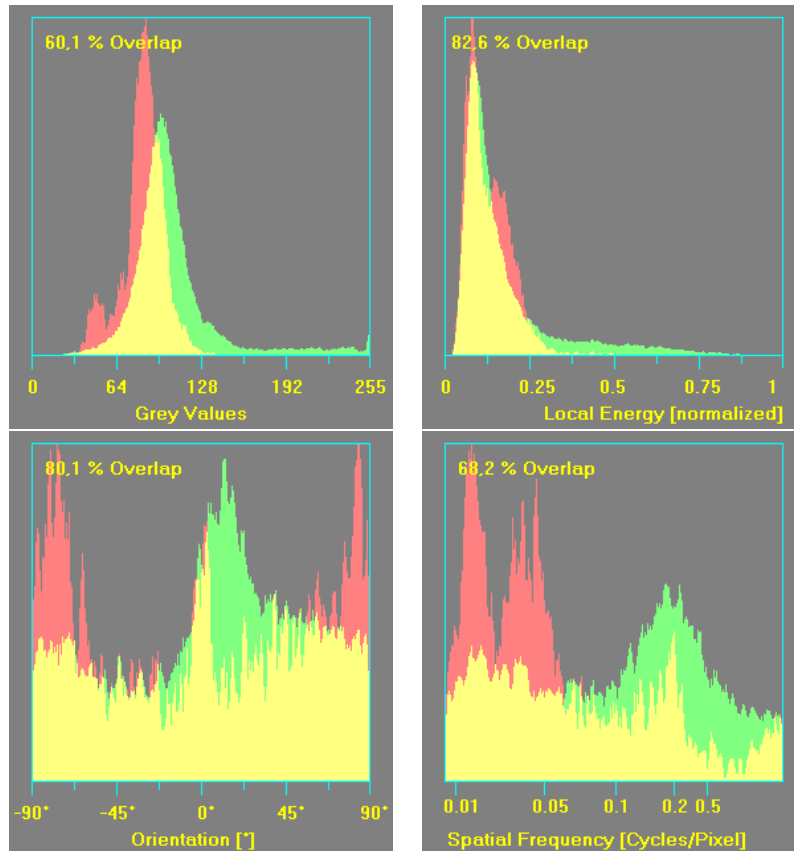 60,1 % Overlap
0 64 128 192 255
Grey Values
82,6 % Overlap
0 0.25 0.5 0.75 1
Local Energy [normalized]
80,1 % Overlap
-90° -45° 0° 45° 90°
Orientation [°]
68,2 % Overlap
0.01 0.05 0.1 0.2 0.5
Spatial Frequency [Cycles/Pixel]